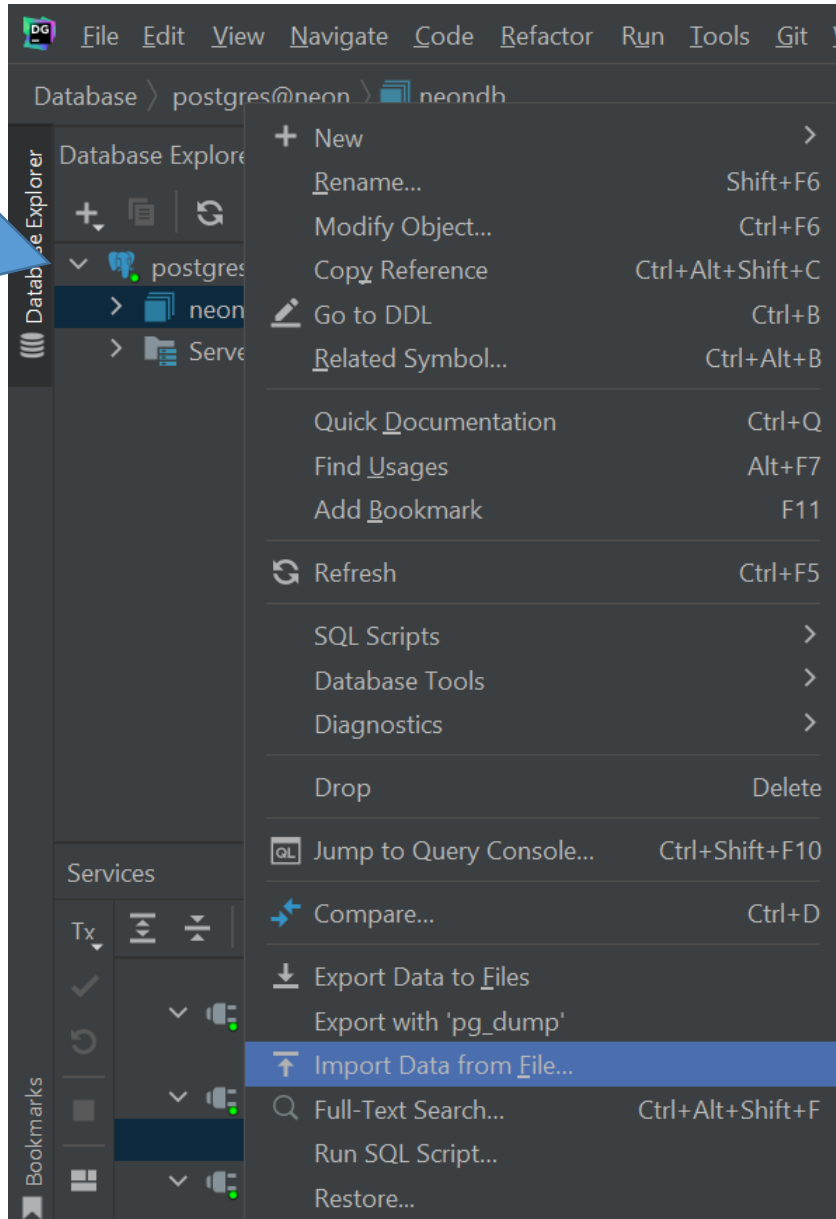 DG File Edit View Navigate Code Refactor Run Tools Git
Database postgres@neon neondb
Database Explorer
Database Explore
New
Rename... Shift+F6
Modify Object... Ctrl+F6
postgres
Copy Reference Ctrl+Alt+Shift+C
neon
Go to DDL Ctrl+B
Serve
Related Symbol... Ctrl+Alt+B
Quick Documentation Ctrl+Q
Find Usages Alt+F7
Add Bookmark F11
Refresh Ctrl+F5
SQL Scripts
Database Tools
Diagnostics
Drop Delete
QL Jump to Query Console... Ctrl+Shift+F10
Services
Tx
Compare... Ctrl+D
Export Data to Files
Export with 'pg_dump'
Import Data from File...
Full-Text Search... Ctrl+Alt+Shift+F
Run SQL Script...
Restore...
Bookmarks